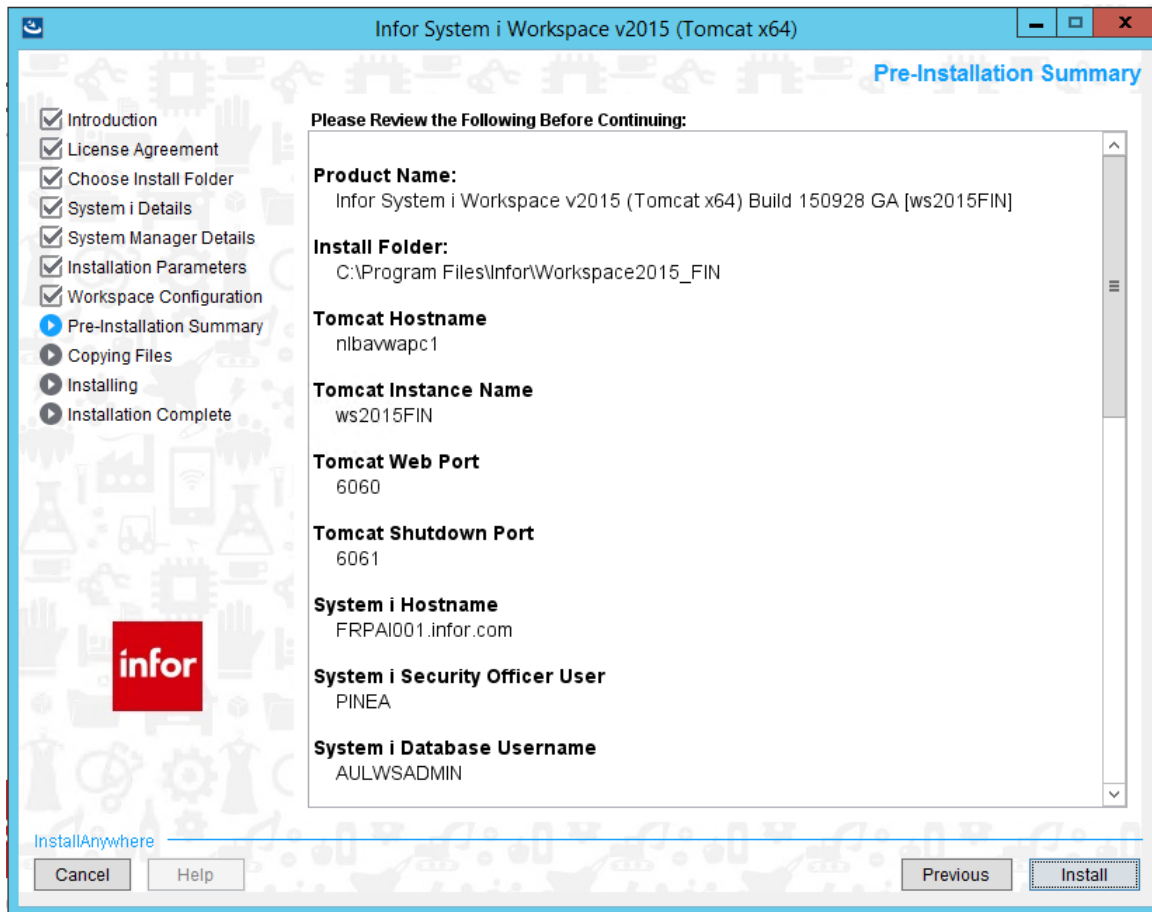 Infor System i Workspace v2015 (Tomcat x64)
Pre-Installation Summary
Introduction
License Agreement
Choose Install Folder
System i Details
System Manager Details
Installation Parameters
Workspace Configuration
Pre-Installation Summary
Copying Files
Installing
Installation Complete
infor
Please Review the Following Before Continuing:
Product Name:
Infor System i Workspace v2015 (Tomcat x64) Build 150928 GA [ws2015FIN]
Install Folder:
C:\Program Files\Infor\Workspace2015_FIN
Tomcat Hostname
nlbavwapc1
Tomcat Instance Name
ws2015FIN
Tomcat Web Port
6060
Tomcat Shutdown Port
6061
System i Hostname
FRPAI001.infor.com
System i Security Officer User
PINEA
System i Database Username
AULWSADMIN
InstallAnywhere
Cancel
Help
Previous
Install